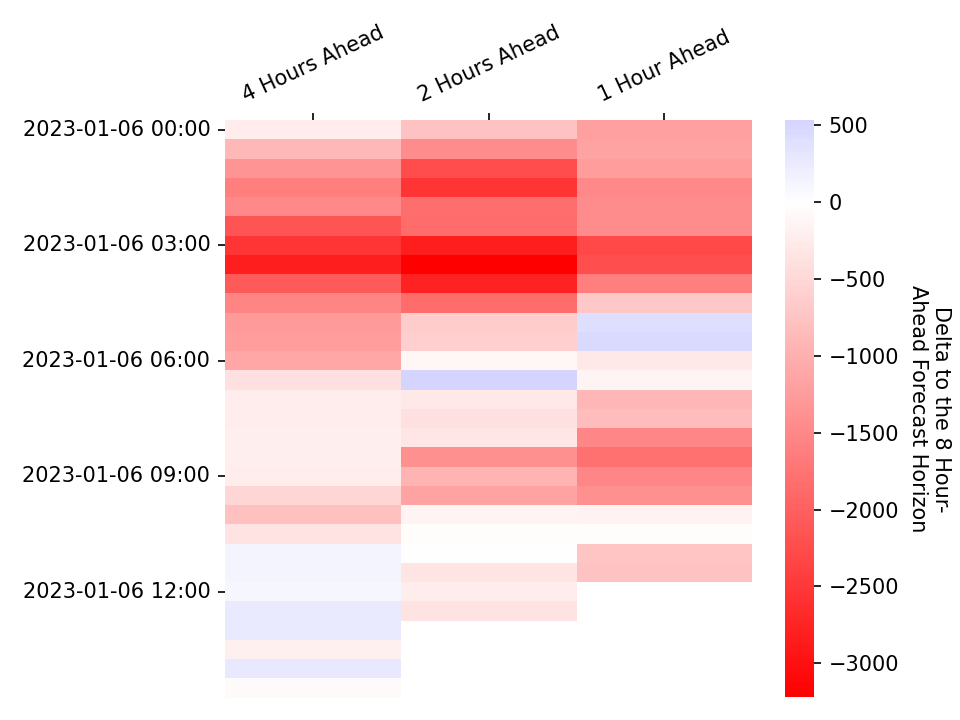 4 Hours Ahead
2 Hours Ahead
1 Hour Ahead
2023-01-06 00:00
2023-01-06 03:00
2023-01-06 06:00
2023-01-06 09:00
2023-01-06 12:00
500
0
−500
−1000
−1500
−2000
−2500
−3000
Delta to the 8 Hour-
Ahead Forecast Horizon